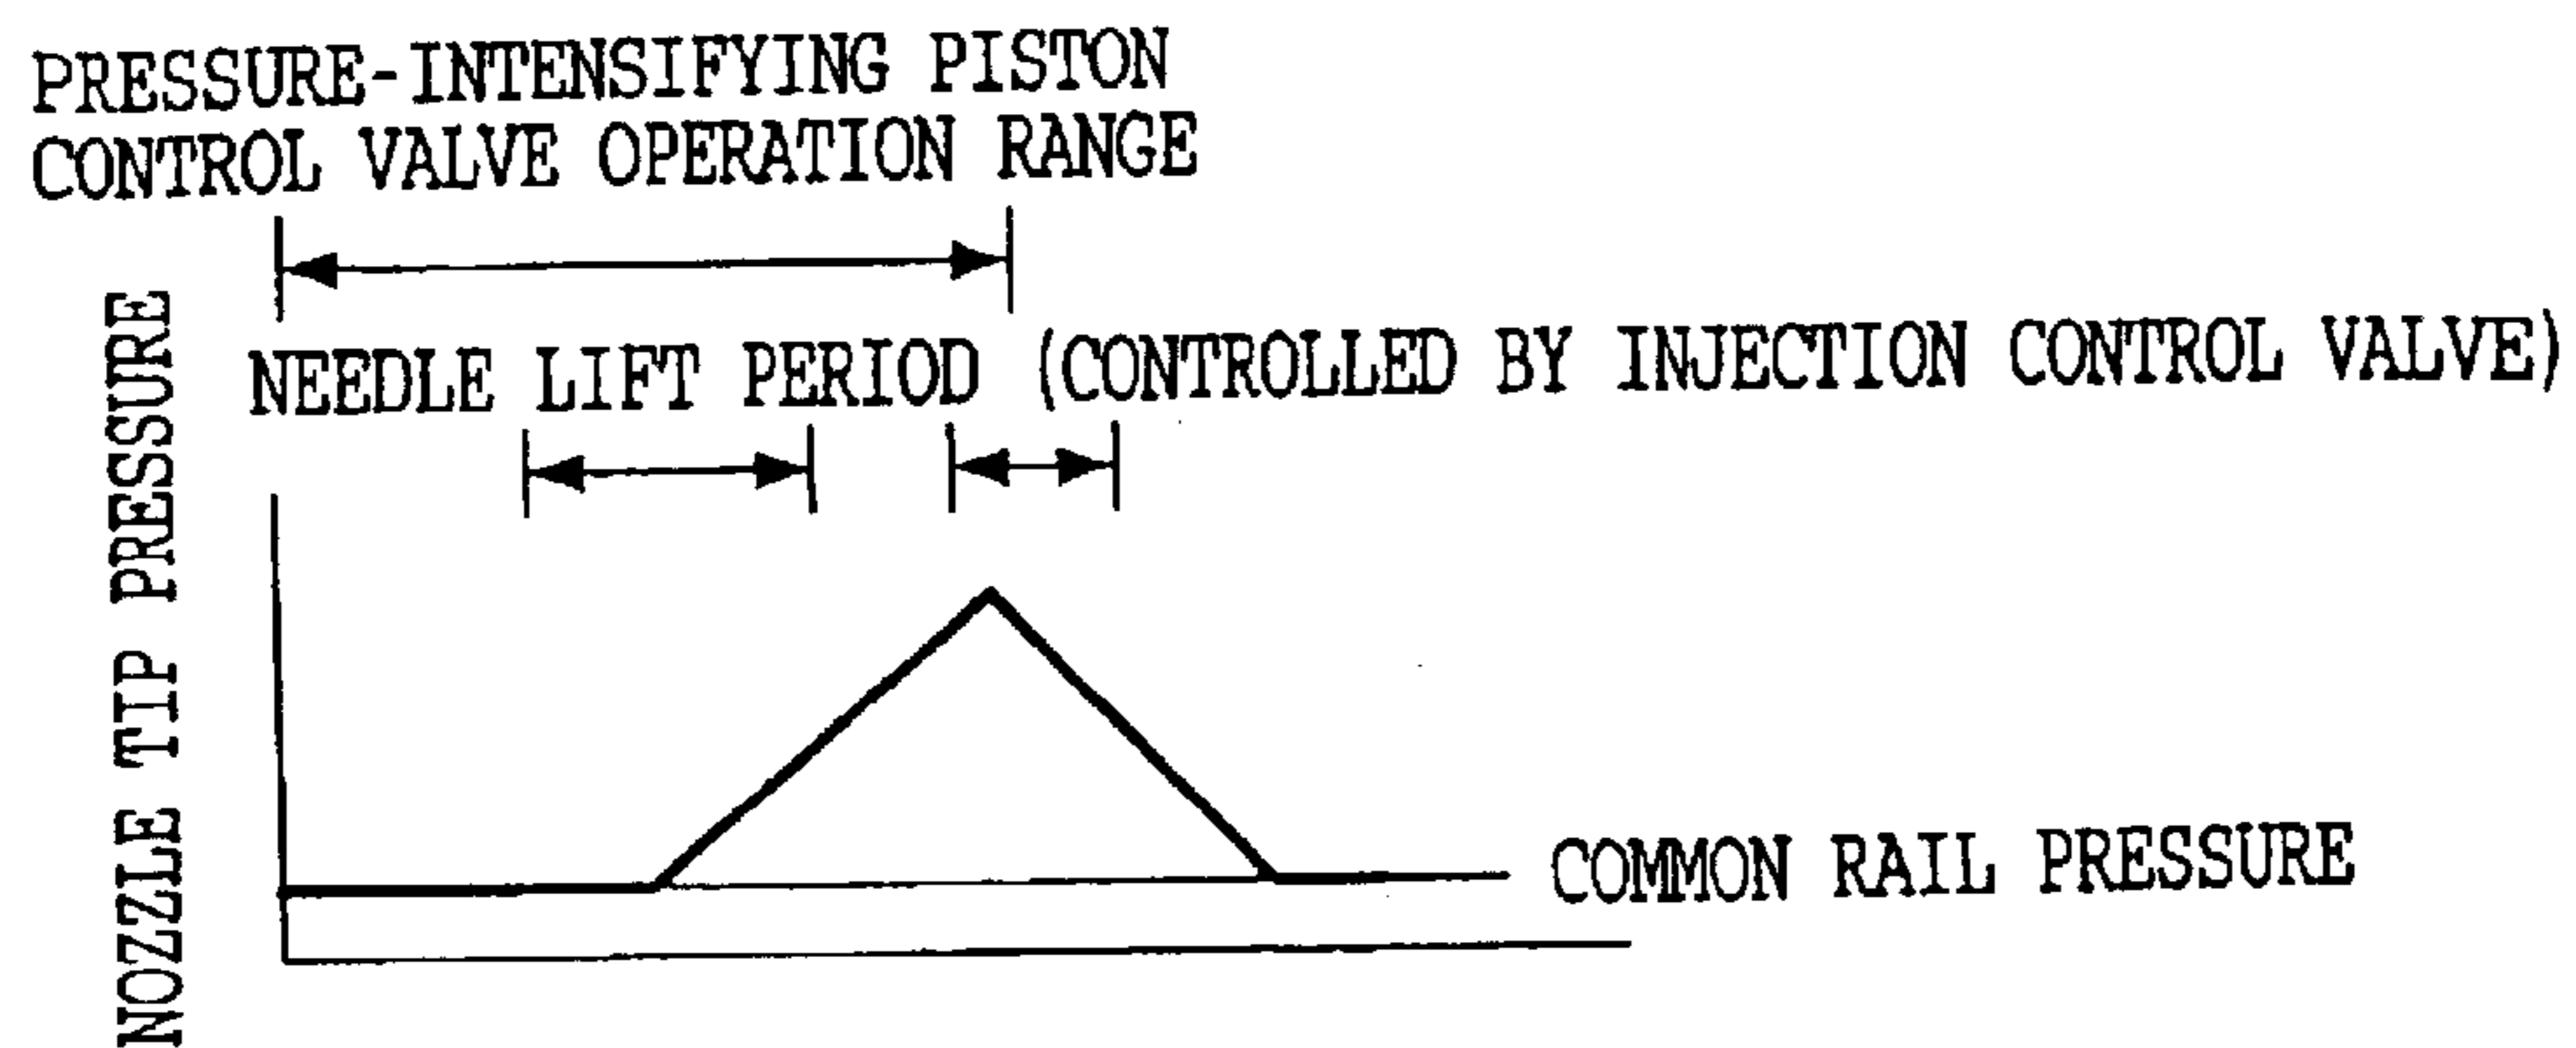 PRESSURE-INTENSIFYING PISTON
CONTROL VALVE OPERATION RANGE
NEEDLE LIFT PERIOD (CONTROLLED BY INJECTION CONTROL VALVE)
NOZZLE TIP PRESSURE
COMMON RAIL PRESSURE